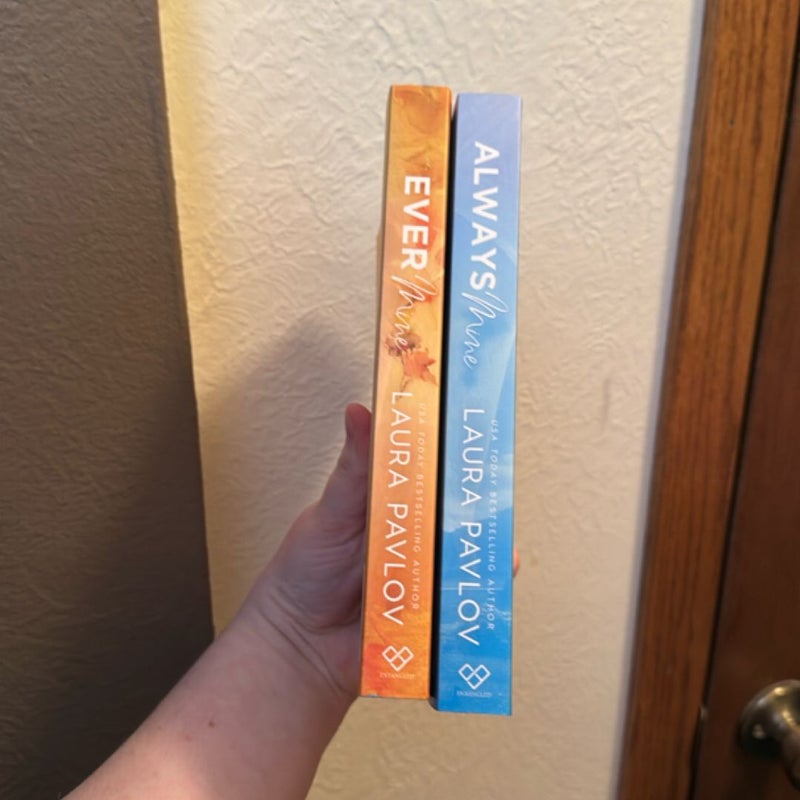 EVER
Mine
USA TODAY BESTSELLING AUTHOR
LAURA PAVLOV
ENTANGLED
ALWAYS
Mine
USA TODAY BESTSELLING AUTHOR
LAURA PAVLOV
ENTANGLED